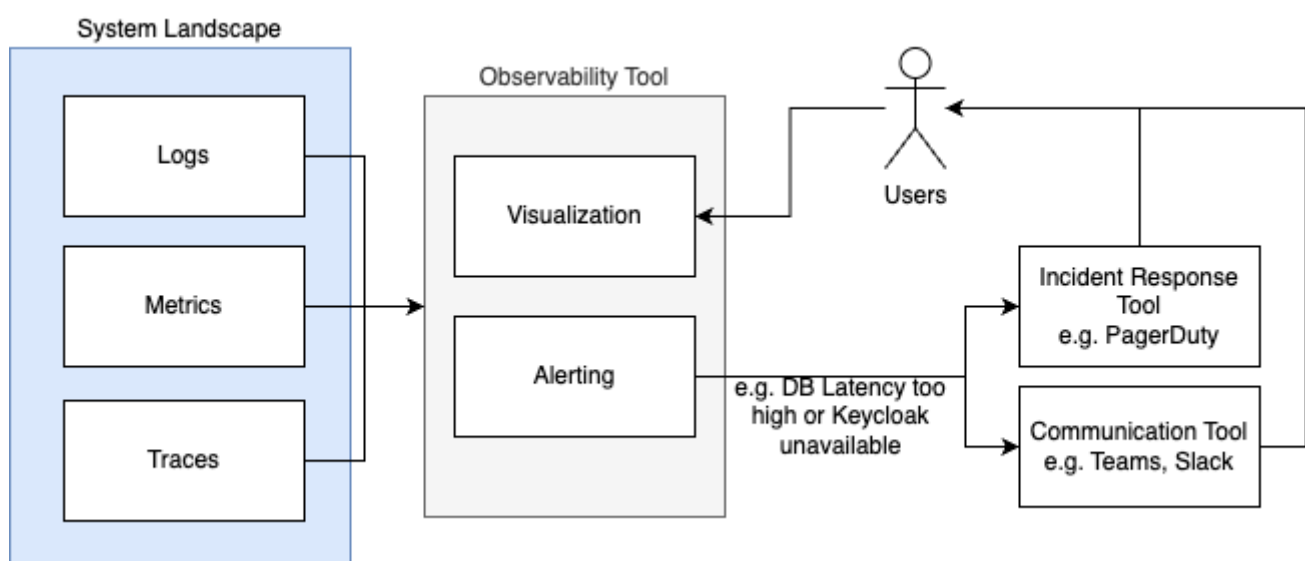 System Landscape
Logs
Metrics
Traces
Observability Tool
Visualization
Alerting
e.g. DB Latency too
high or Keycloak
unavailable
Users
Incident Response
Tool
e.g. PagerDuty
Communication Tool
e.g. Teams, Slack